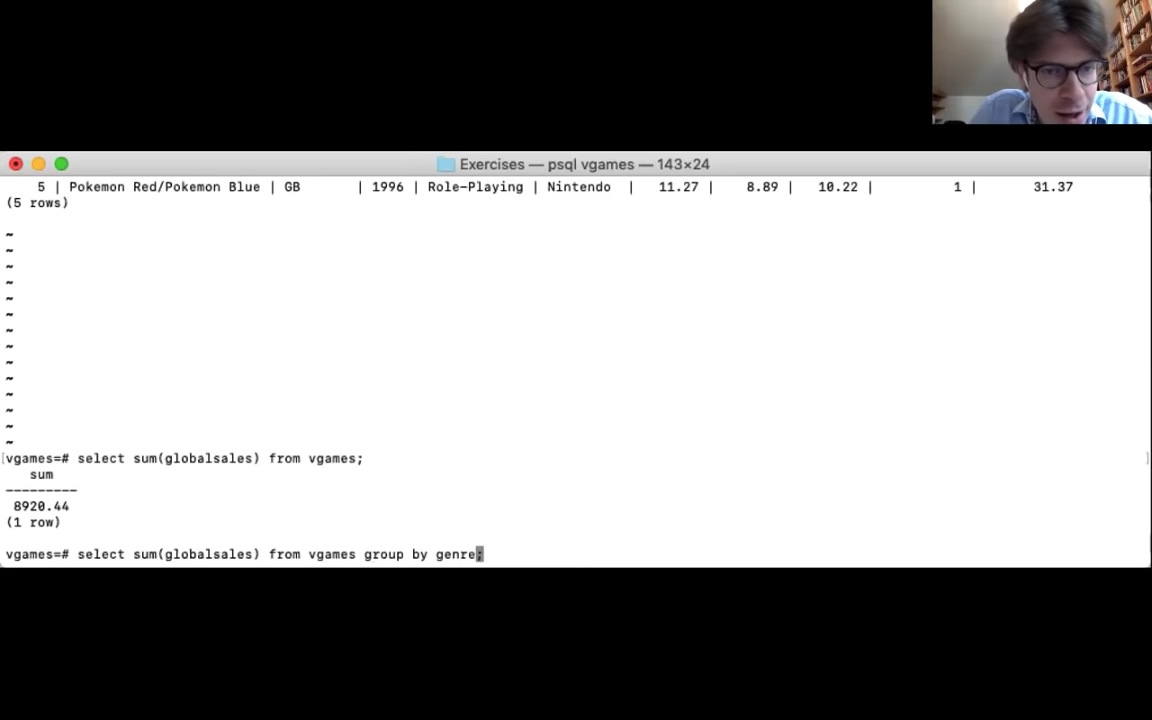 Exercises — psql vgames — 143×24
5 | Pokemon Red/Pokemon Blue | GB | 1996 | Role-Playing | Nintendo | 11.27 | 8.89 | 10.22 | 1 | 31.37
(5 rows)
~
~
~
~
~
~
~
~
~
~
~
~
~
~
[vgames=# select sum(globalsales) from vgames; ]
sum
---------
8920.44
(1 row)
vgames=# select sum(globalsales) from vgames group by genre;